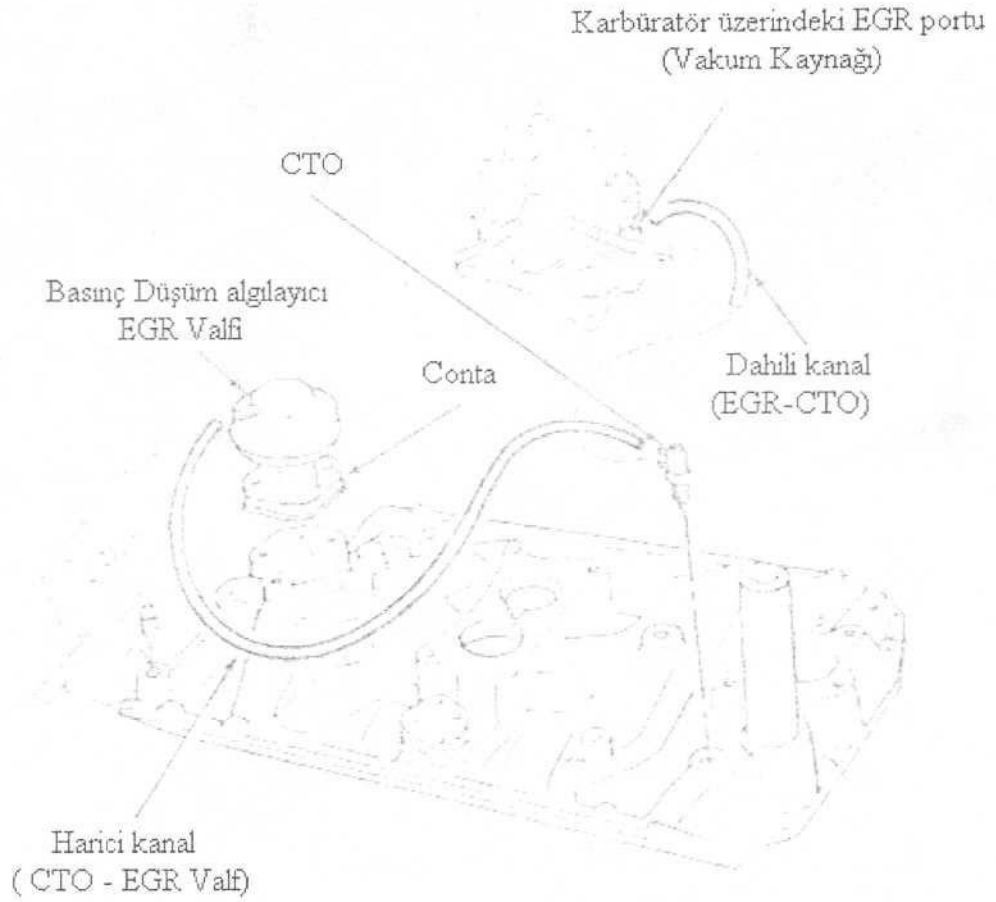 Karbüratör üzerindeki EGR portu
(Vakum Kaynağı)
CTO
Basınç Düşüm algılayıcı
EGR Valfi
Conta
Dahili kanal
(EGR-CTO)
Harici kanal
( CTO - EGR Valf)